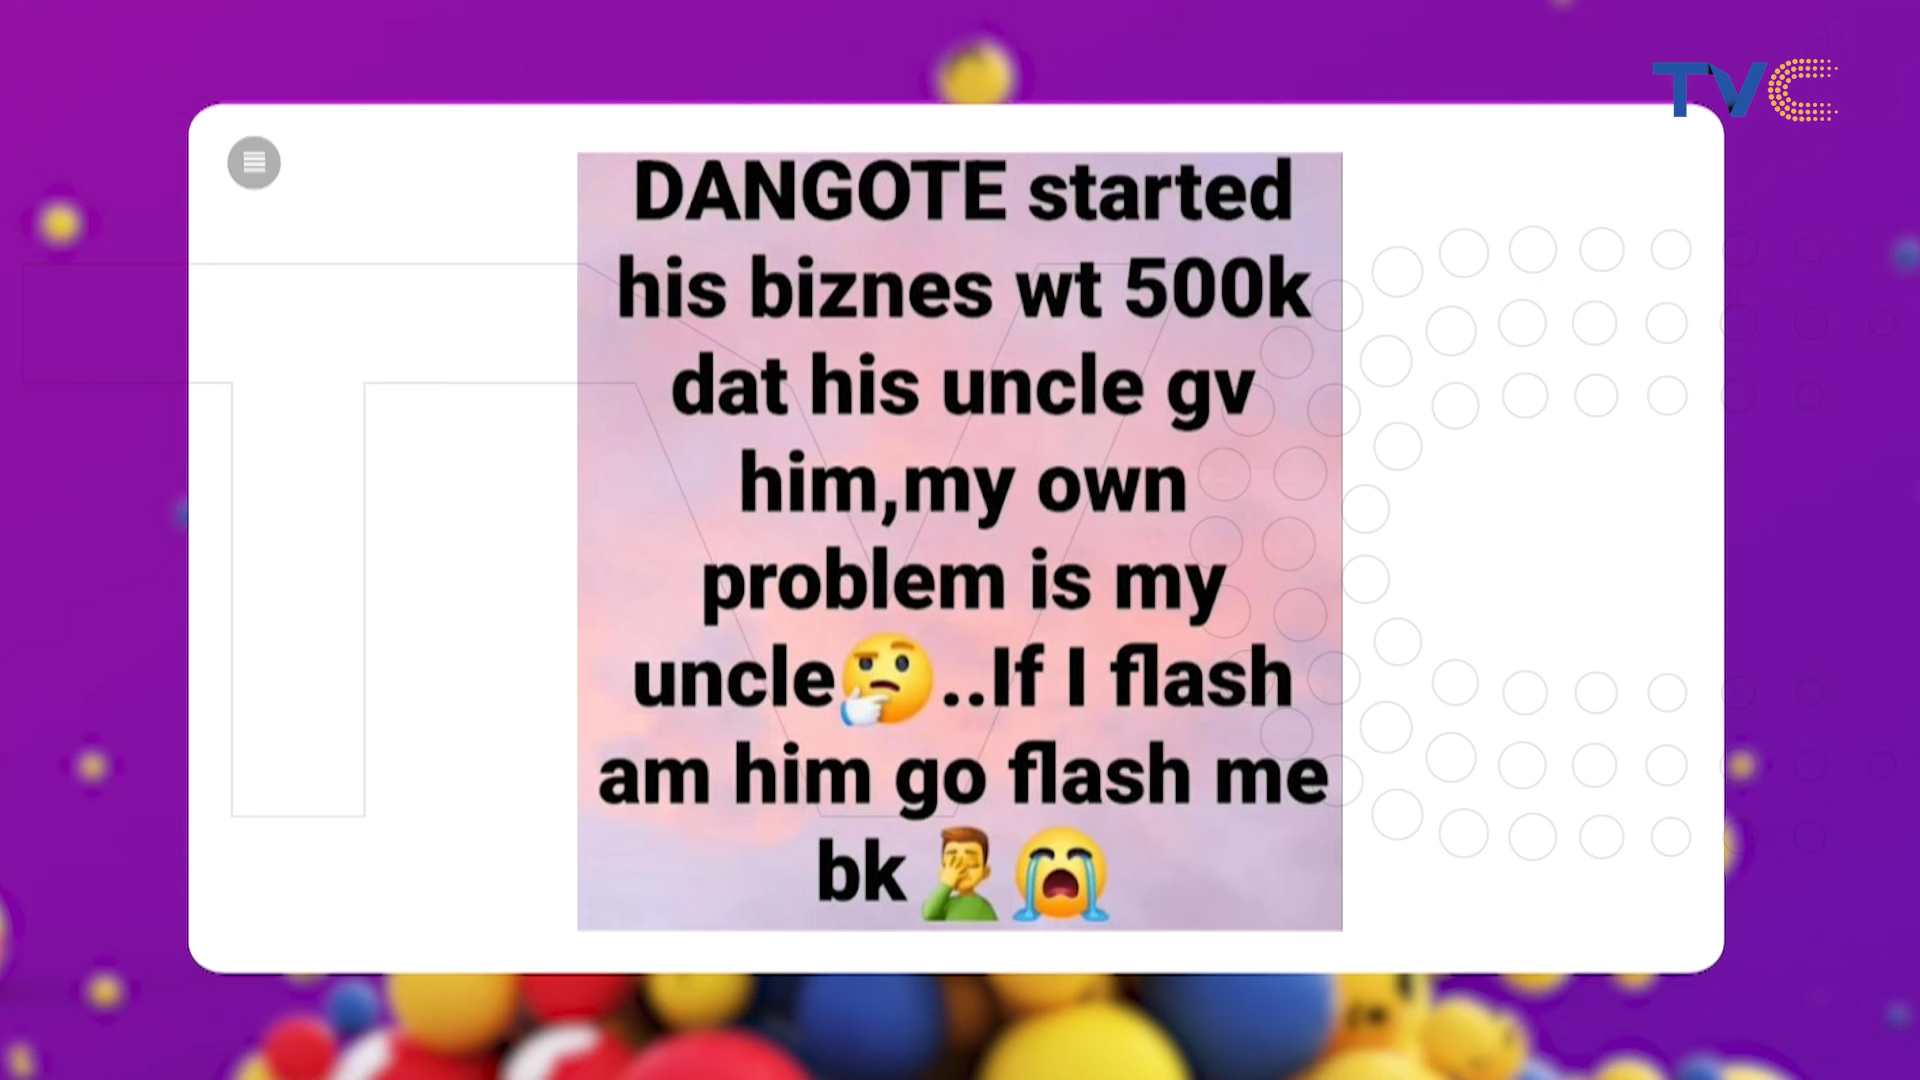 TVC
DANGOTE started
his biznes wt 500k
dat his uncle gv
him,my own
problem is my
uncle🤔..If I flash
am him go flash me
bk🤦‍♂️😭